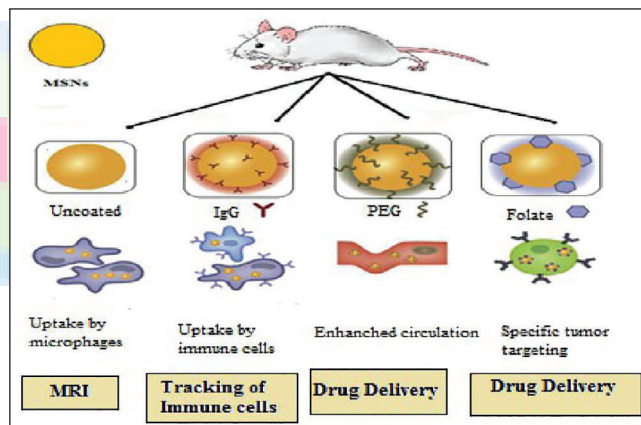 MSNs
Uncoated
IgG
PEG
Folate
Uptake by
microphages
Uptake by
immune cells
Enhanched circulation
Specific tumor
targeting
MRI
Tracking of
Immune cells
Drug Delivery
Drug Delivery